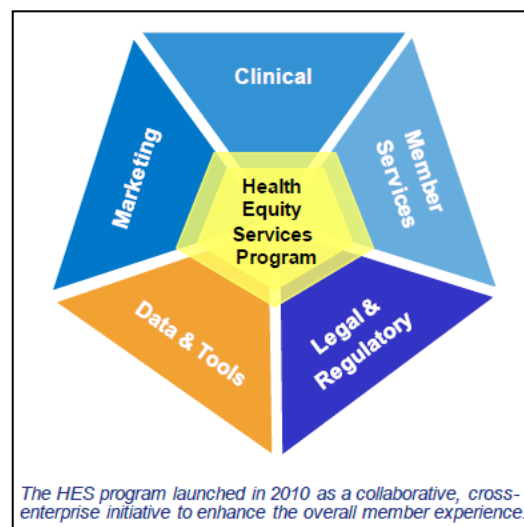 Clinical
Marketing
Member
Services
Health
Equity
Services
Program
Data & Tools
Legal &
Regulatory
The HES program launched in 2010 as a collaborative, cross-
enterprise initiative to enhance the overall member experience.